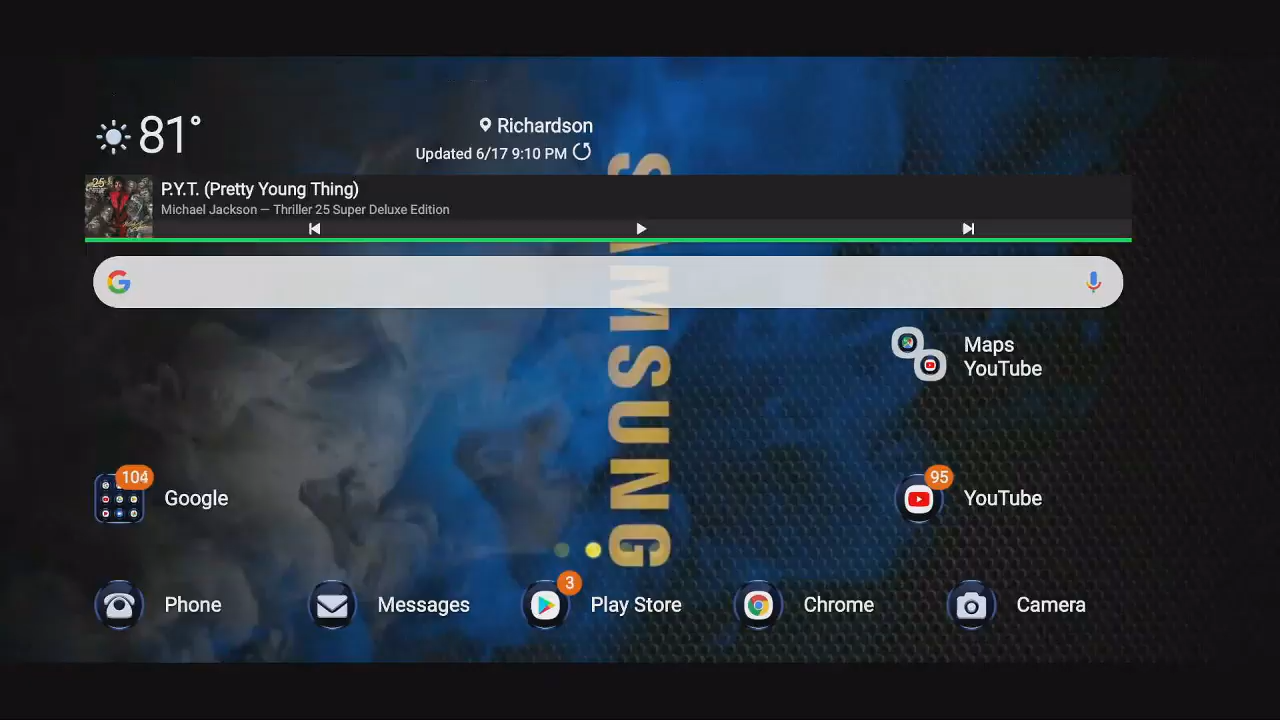 81°
Richardson
Updated 6/17 9:10 PM
25
P.Y.T. (Pretty Young Thing)
Michael Jackson — Thriller 25 Super Deluxe Edition
SAMSUNG
Maps
YouTube
104
Google
95
YouTube
Phone
Messages
3
Play Store
Chrome
Camera